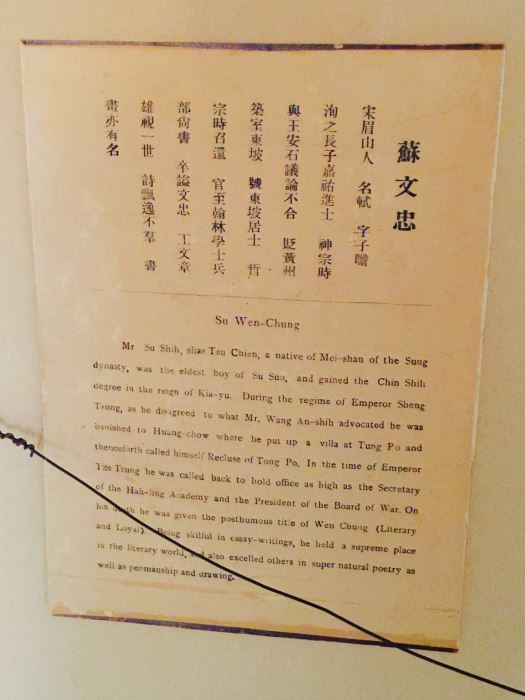 蘇文忠
宋眉山人 名軾 字子瞻
洵之長子嘉祐進士 神宗時
與王安石議論不合 貶黃州
築室東坡 號東坡居士 哲
宗時召還 官至翰林學士兵
部尙書 卒謚文忠 工文章
雄視一世 詩飄逸不羣 書
畫亦有名
Su Wen-Chung
Mr Su Shih, alias Tzu Chien, a native of Mei-shan of the Sung
dynasty, was the eldest boy of Su Sun, and gained the Chin Shih
degree in the reign of Kia-yu. During the regime of Emperor Sheng
Tsung, as he disagreed to what Mr. Wang An-shih advocated he was
banished to Huang-chow where he put up a villa at Tung Po and
thenceforth called himself Recluse of Tong Po. In the time of Emperor
Tze Tsung he was called back to hold office as high as the Secretary
of the Hah-ling Academy and the President of the Board of War. On
his death he was given the posthumous title of Wen Chung (Literary
and Loyal). Being skilful in essay-writings, he held a supreme place
in the literary world, and also excelled others in super natural poetry as
well as penmanship and drawing.